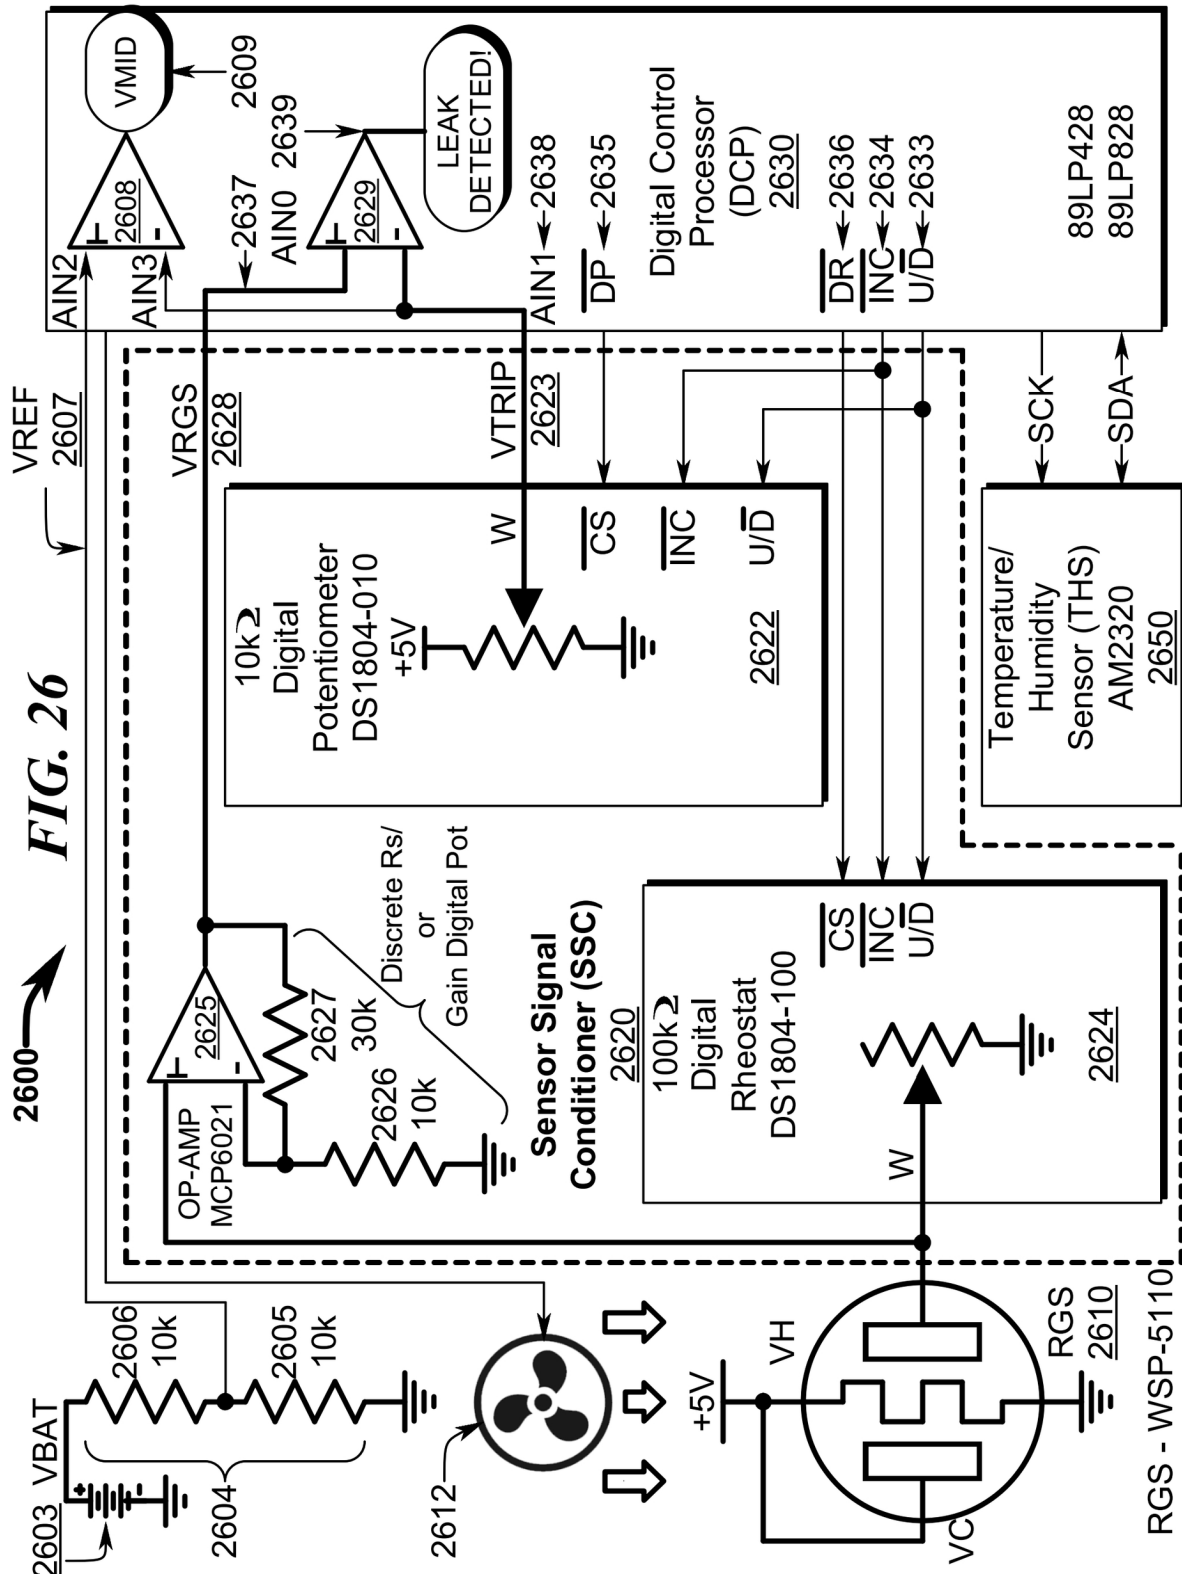 FIG. 26
2600
VREF
2607
AIN2
AIN3
2608
VMID
2609
2637
AIN0
2639
2629
LEAK
DETECTED!
VRGS
2628
VTRIP
2623
AIN1
2638
DP
2635
Digital Control
Processor
(DCP)
2630
DR
2636
INC
2634
U/D
2633
89LP428
89LP828
SCK
SDA
Temperature/
Humidity
Sensor (THS)
AM2320
2650
10kΩ
Digital
Potentiometer
DS1804-010
+5V
W
CS
INC
U/D
2622
OP-AMP
MCP6021
2625
2627
30k
2626
10k
Discrete Rs/
or
Gain Digital Pot
Sensor Signal
Conditioner (SSC)
2620
100kΩ
Digital
Rheostat
DS1804-100
W
CS
INC
U/D
2624
2603
VBAT
2604
2606
10k
2605
10k
2612
+5V
VH
VC
RGS
2610
RGS - WSP-5110